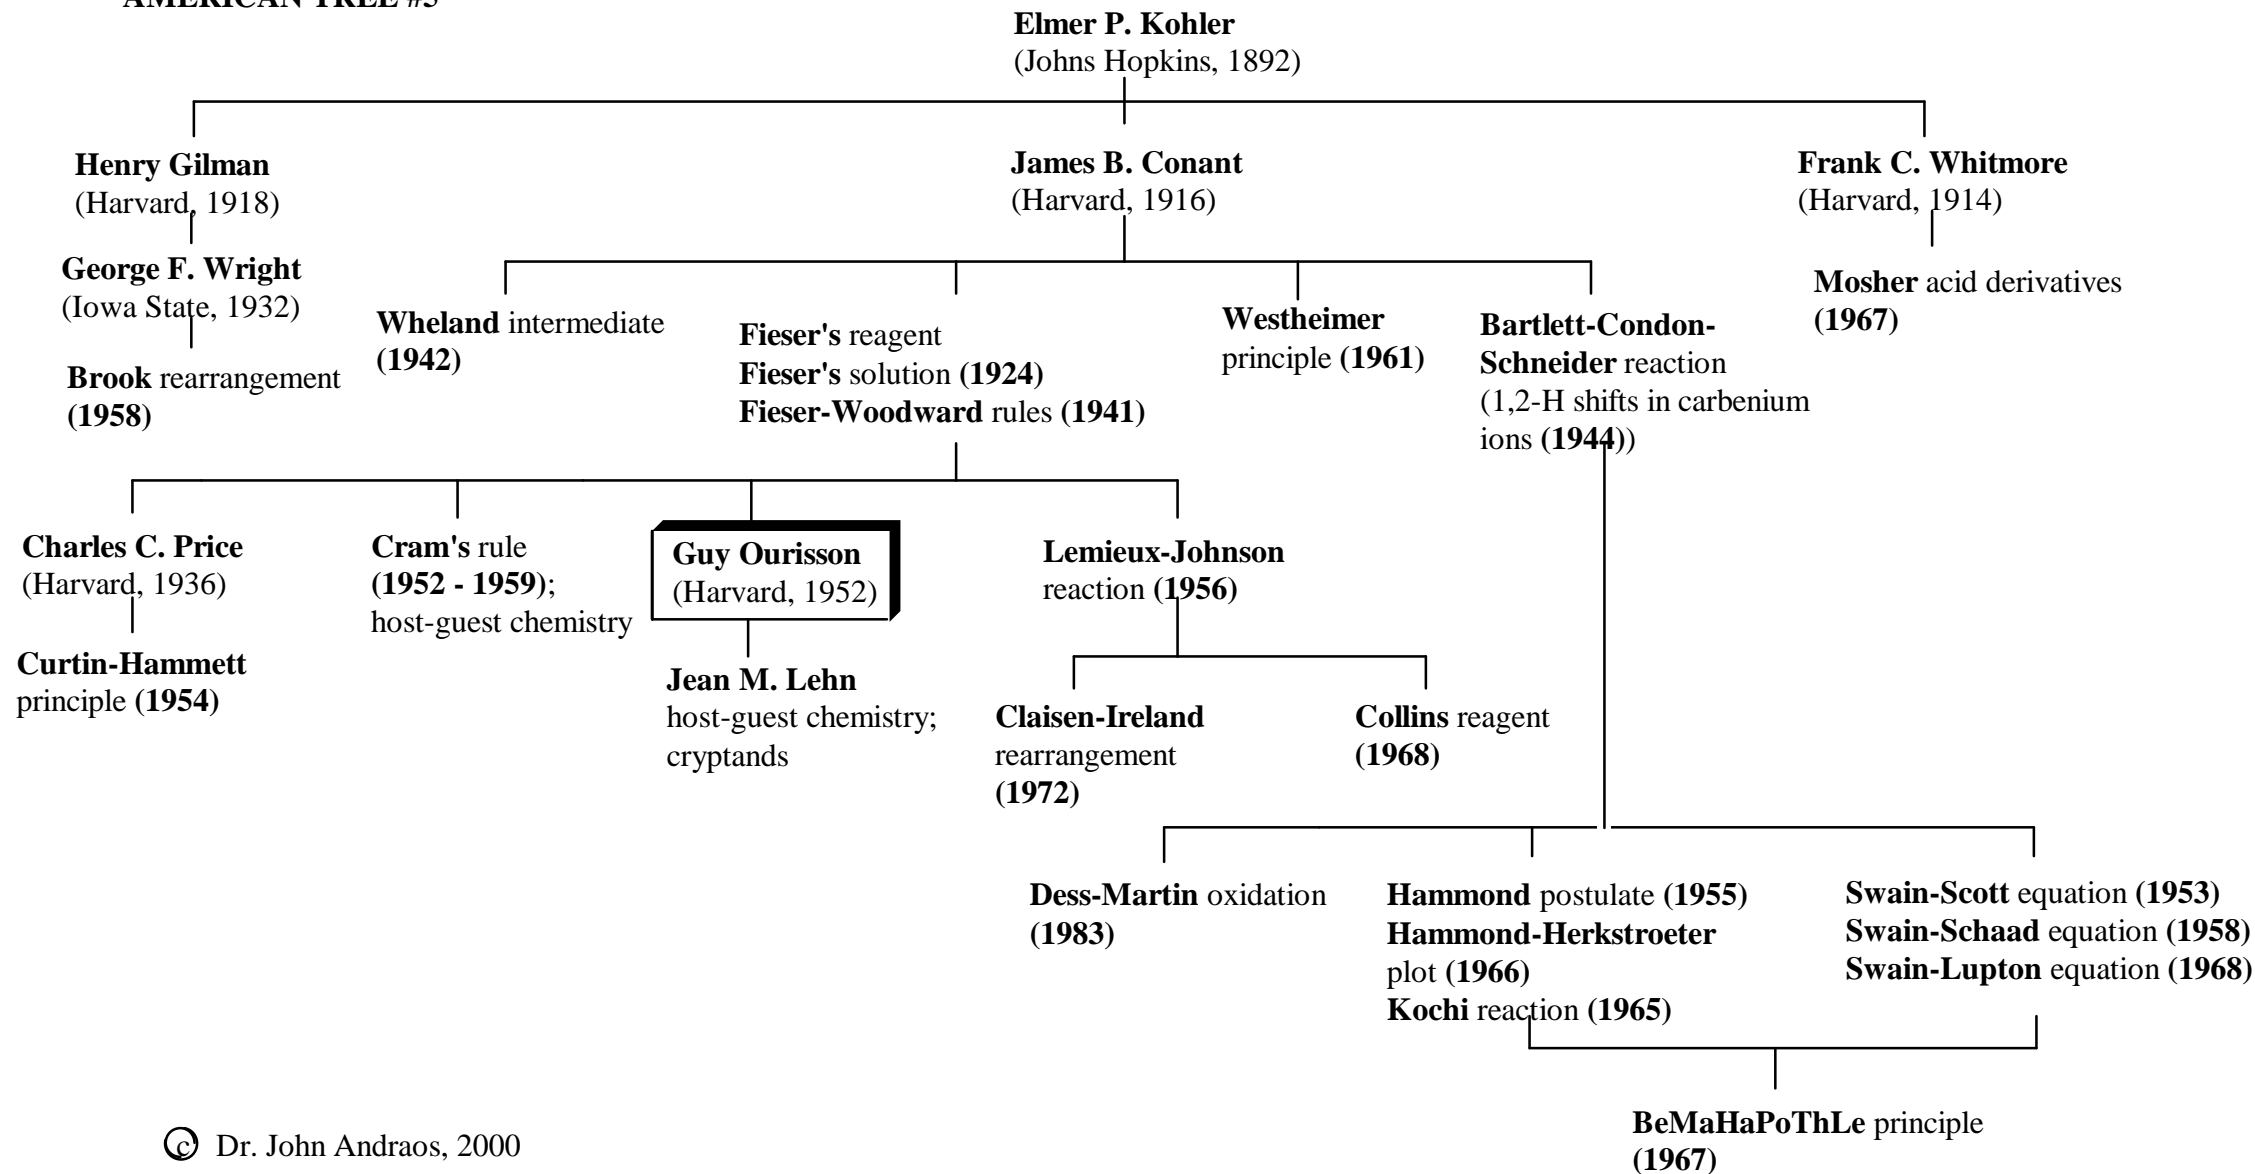 AMERICAN TREE #3
Elmer P. Kohler
(Johns Hopkins, 1892)
Henry Gilman
(Harvard, 1918)
James B. Conant
(Harvard, 1916)
Frank C. Whitmore
(Harvard, 1914)
George F. Wright
(Iowa State, 1932)
Mosher acid derivatives
(1967)
Brook rearrangement
(1958)
Wheland intermediate
(1942)
Fieser's reagent
Fieser's solution (1924)
Fieser-Woodward rules (1941)
Westheimer
principle (1961)
Bartlett-Condon-
Schneider reaction
(1,2-H shifts in carbenium
ions (1944))
Charles C. Price
(Harvard, 1936)
Cram's rule
(1952 - 1959);
host-guest chemistry
Guy Ourisson
(Harvard, 1952)
Lemieux-Johnson
reaction (1956)
Curtin-Hammett
principle (1954)
Jean M. Lehn
host-guest chemistry;
cryptands
Claisen-Ireland
rearrangement
(1972)
Collins reagent
(1968)
Dess-Martin oxidation
(1983)
Hammond postulate (1955)
Hammond-Herkstroeter
plot (1966)
Kochi reaction (1965)
Swain-Scott equation (1953)
Swain-Schaad equation (1958)
Swain-Lupton equation (1968)
BeMaHaPoThLe principle
(1967)
© Dr. John Andraos, 2000